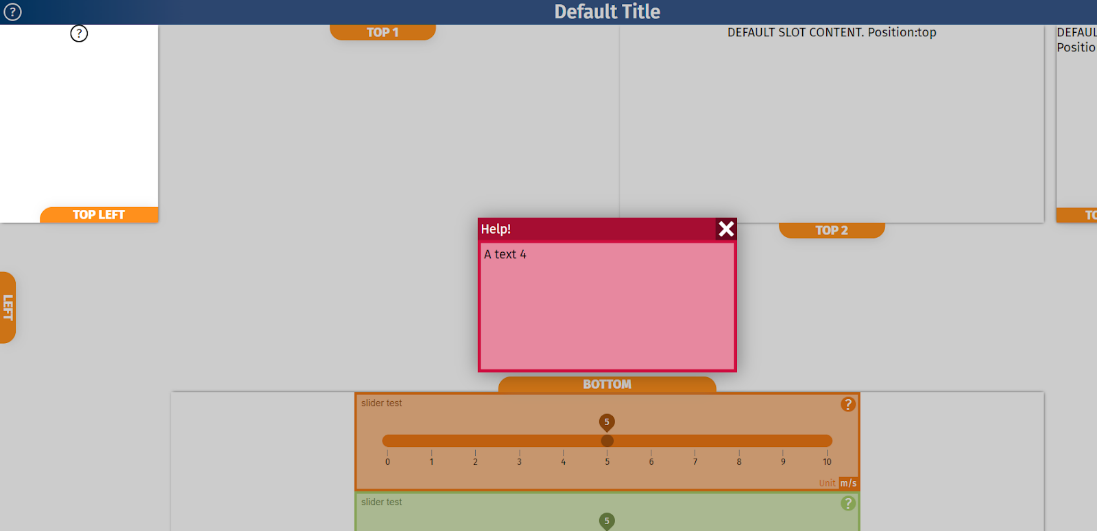 ?
Default Title
?
TOP 1
DEFAULT SLOT CONTENT. Position:top
DEFAUL
Positio
TOP LEFT
TO
TOP 2
Help!
A text 4
LEFT
BOTTOM
slider test
?
5
0 1 2 3 4 5 6 7 8 9 10
Unit m/s
slider test
?
5